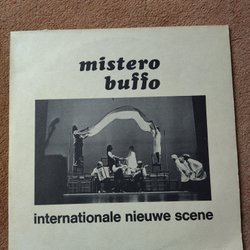 mistero
buffo
internationale nieuwe scene